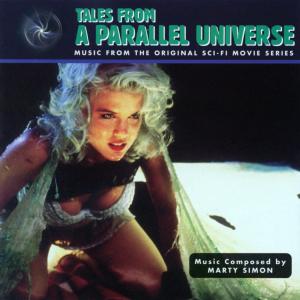 TALES FROM
A PARALLEL UNIVERSE
MUSIC FROM THE ORIGINAL SCI-FI MOVIE SERIES
Music Composed by
MARTY SIMON